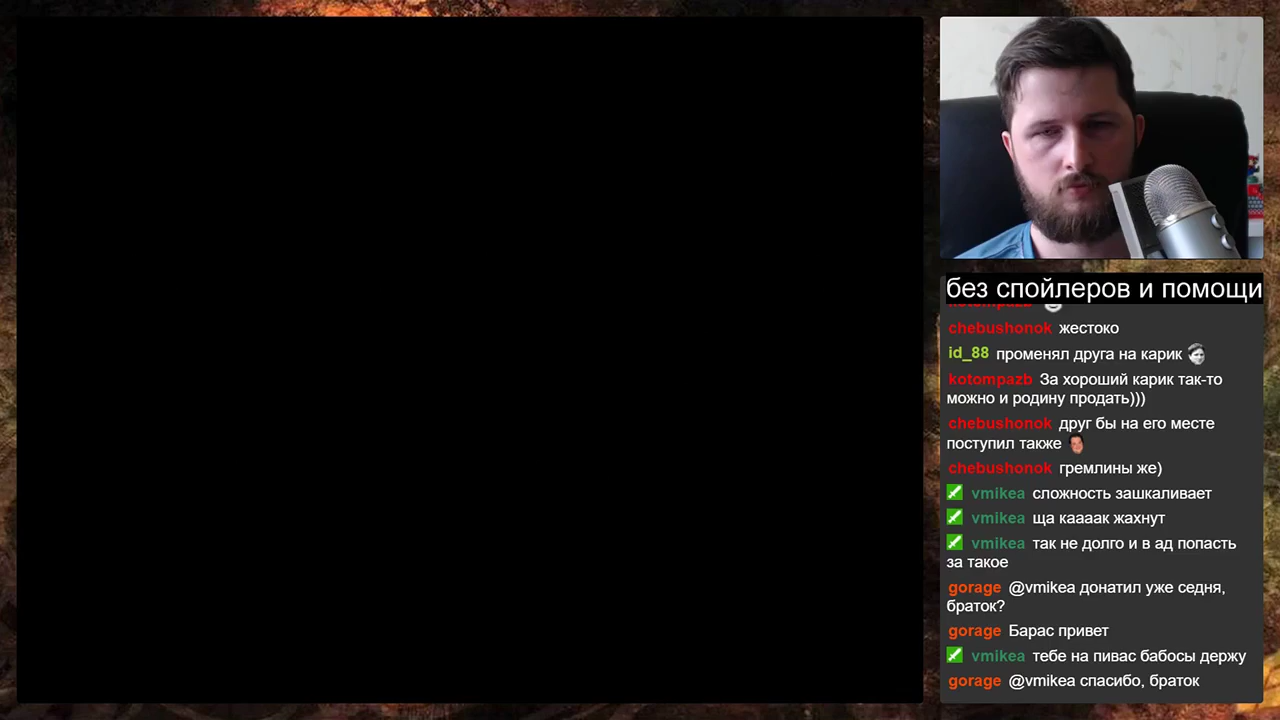 без спойлеров и помощи
kotompazb
chebushonok жестоко
id_88 променял друга на карик
kotompazb За хороший карик так-то
можно и родину продать)))
chebushonok друг бы на его месте
поступил также
chebushonok гремлины же)
vmikea сложность зашкаливает
vmikea ща каааак жахнут
vmikea так не долго и в ад попасть
за такое
gorage @vmikea донатил уже седня,
браток?
gorage Барас привет
vmikea тебе на пивас бабосы держу
gorage @vmikea спасибо, браток